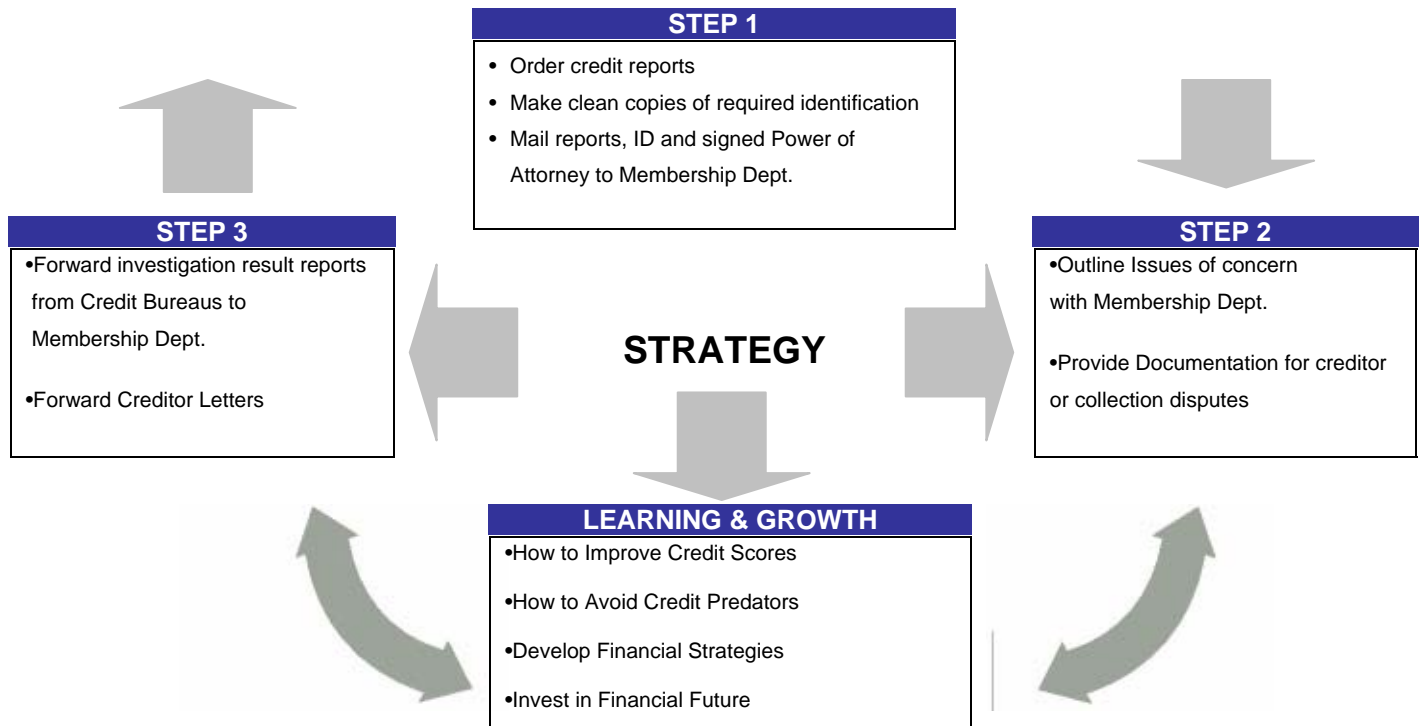 STEP 1
• Order credit reports
• Make clean copies of required identification
• Mail reports, ID and signed Power of
Attorney to Membership Dept.
STEP 3
•Forward investigation result reports
from Credit Bureaus to
Membership Dept.
•Forward Creditor Letters
STRATEGY
STEP 2
•Outline Issues of concern
with Membership Dept.
•Provide Documentation for creditor
or collection disputes
LEARNING & GROWTH
•How to Improve Credit Scores
•How to Avoid Credit Predators
•Develop Financial Strategies
•Invest in Financial Future